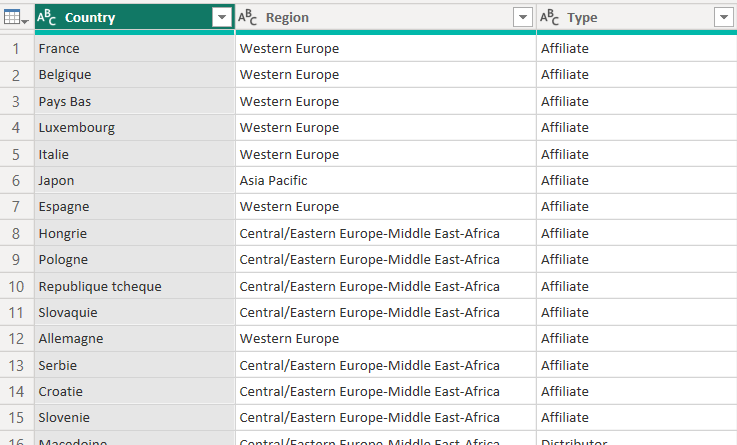 ABC Country ABC Region ABC Type
1 France Western Europe Affiliate
2 Belgique Western Europe Affiliate
3 Pays Bas Western Europe Affiliate
4 Luxembourg Western Europe Affiliate
5 Italie Western Europe Affiliate
6 Japon Asia Pacific Affiliate
7 Espagne Western Europe Affiliate
8 Hongrie Central/Eastern Europe-Middle East-Africa Affiliate
9 Pologne Central/Eastern Europe-Middle East-Africa Affiliate
10 Republique tcheque Central/Eastern Europe-Middle East-Africa Affiliate
11 Slovaquie Central/Eastern Europe-Middle East-Africa Affiliate
12 Allemagne Western Europe Affiliate
13 Serbie Central/Eastern Europe-Middle East-Africa Affiliate
14 Croatie Central/Eastern Europe-Middle East-Africa Affiliate
15 Slovenie Central/Eastern Europe-Middle East-Africa Affiliate
16 Macedoine Central/Eastern Europe-Middle East-Africa Distributor